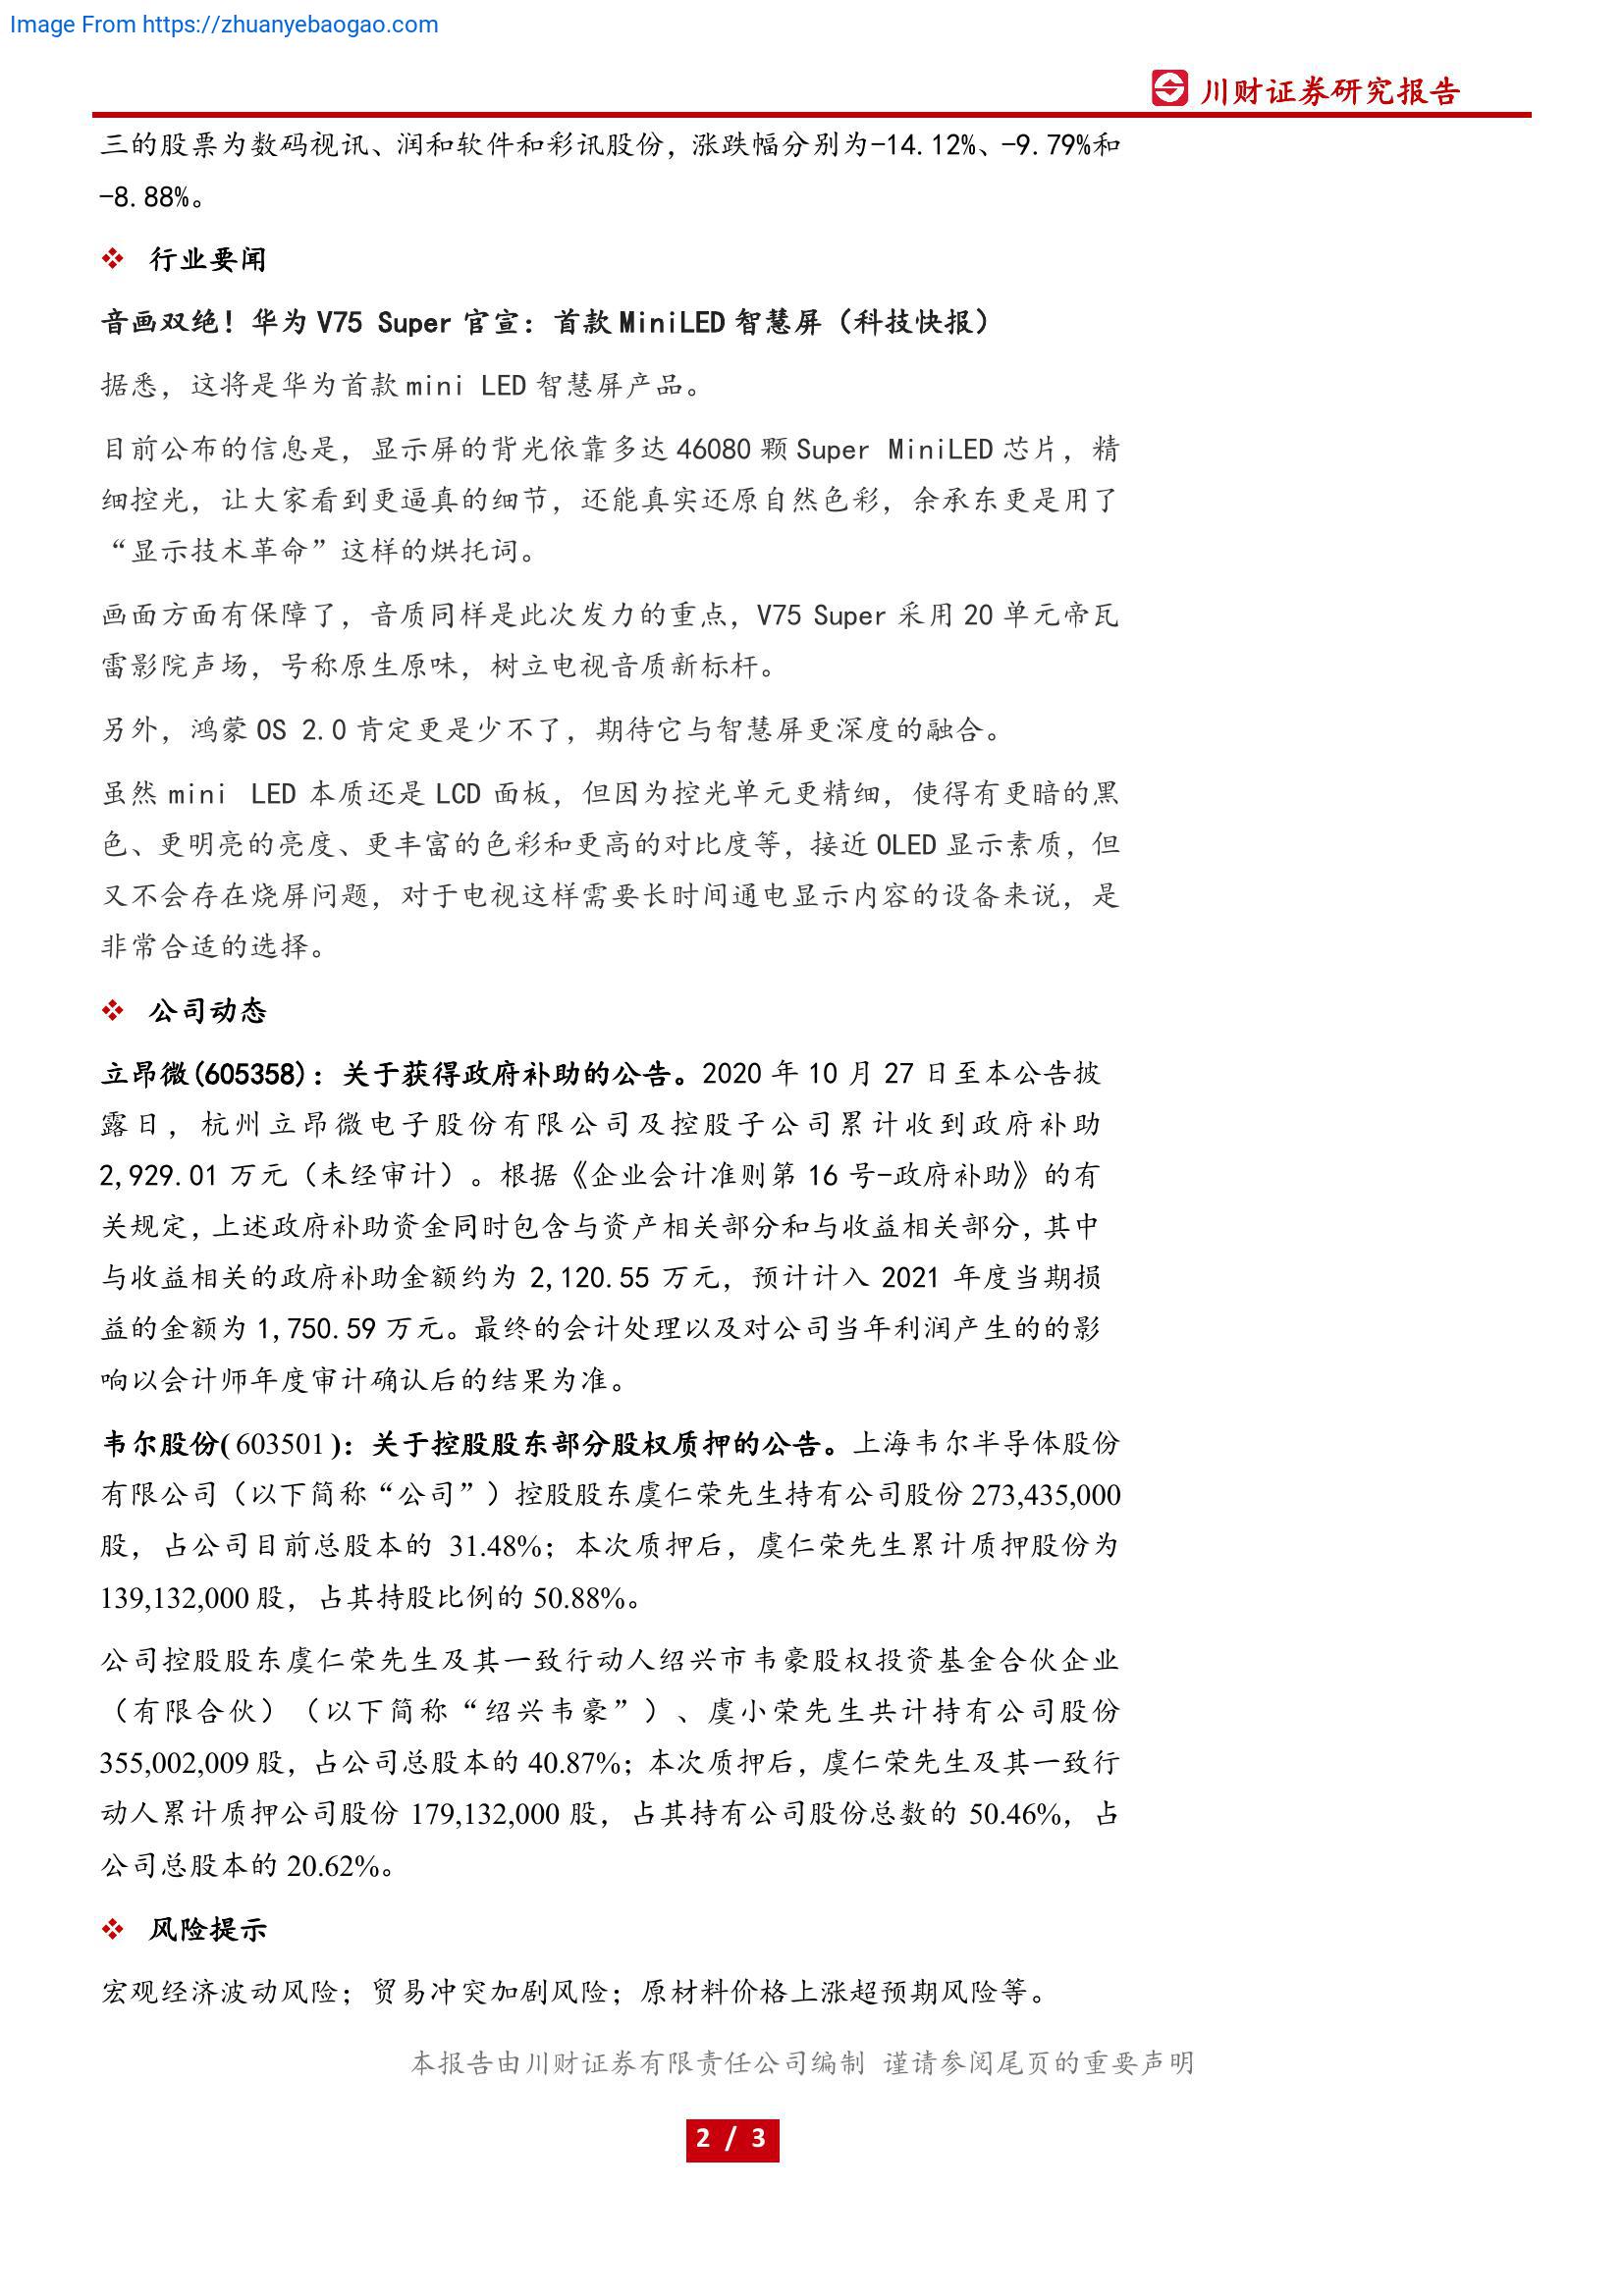 Image From https://zhuanyebaogao.com
川财证券研究报告
三的股票为数码视讯、润和软件和彩讯股份，涨跌幅分别为-14.12%、-9.79%和
-8.88%。
行业要闻
音画双绝！华为 V75 Super 官宣：首款 MiniLED 智慧屏（科技快报）
据悉，这将是华为首款 mini LED 智慧屏产品。
目前公布的信息是，显示屏的背光依靠多达 46080 颗 Super MiniLED 芯片，精
细控光，让大家看到更逼真的细节，还能真实还原自然色彩，余承东更是用了
“显示技术革命”这样的烘托词。
画面方面有保障了，音质同样是此次发力的重点，V75 Super 采用 20 单元帝瓦
雷影院声场，号称原生原味，树立电视音质新标杆。
另外，鸿蒙 OS 2.0 肯定更是少不了，期待它与智慧屏更深度的融合。
虽然 mini LED 本质还是 LCD 面板，但因为控光单元更精细，使得有更暗的黑
色、更明亮的亮度、更丰富的色彩和更高的对比度等，接近 OLED 显示素质，但
又不会存在烧屏问题，对于电视这样需要长时间通电显示内容的设备来说，是
非常合适的选择。
公司动态
立昂微(605358)：关于获得政府补助的公告。2020 年 10 月 27 日至本公告披
露日，杭州立昂微电子股份有限公司及控股子公司累计收到政府补助
2,929.01 万元（未经审计）。根据《企业会计准则第 16 号-政府补助》的有
关规定，上述政府补助资金同时包含与资产相关部分和与收益相关部分，其中
与收益相关的政府补助金额约为 2,120.55 万元，预计计入 2021 年度当期损
益的金额为 1,750.59 万元。最终的会计处理以及对公司当年利润产生的的影
响以会计师年度审计确认后的结果为准。
韦尔股份(603501)：关于控股股东部分股权质押的公告。上海韦尔半导体股份
有限公司（以下简称“公司”）控股股东虞仁荣先生持有公司股份 273,435,000
股，占公司目前总股本的 31.48%；本次质押后，虞仁荣先生累计质押股份为
139,132,000 股，占其持股比例的 50.88%。
公司控股股东虞仁荣先生及其一致行动人绍兴市韦豪股权投资基金合伙企业
（有限合伙）（以下简称“绍兴韦豪”）、虞小荣先生共计持有公司股份
355,002,009 股，占公司总股本的 40.87%；本次质押后，虞仁荣先生及其一致行
动人累计质押公司股份 179,132,000 股，占其持有公司股份总数的 50.46%，占
公司总股本的 20.62%。
风险提示
宏观经济波动风险；贸易冲突加剧风险；原材料价格上涨超预期风险等。
本报告由川财证券有限责任公司编制 谨请参阅尾页的重要声明
2 / 3